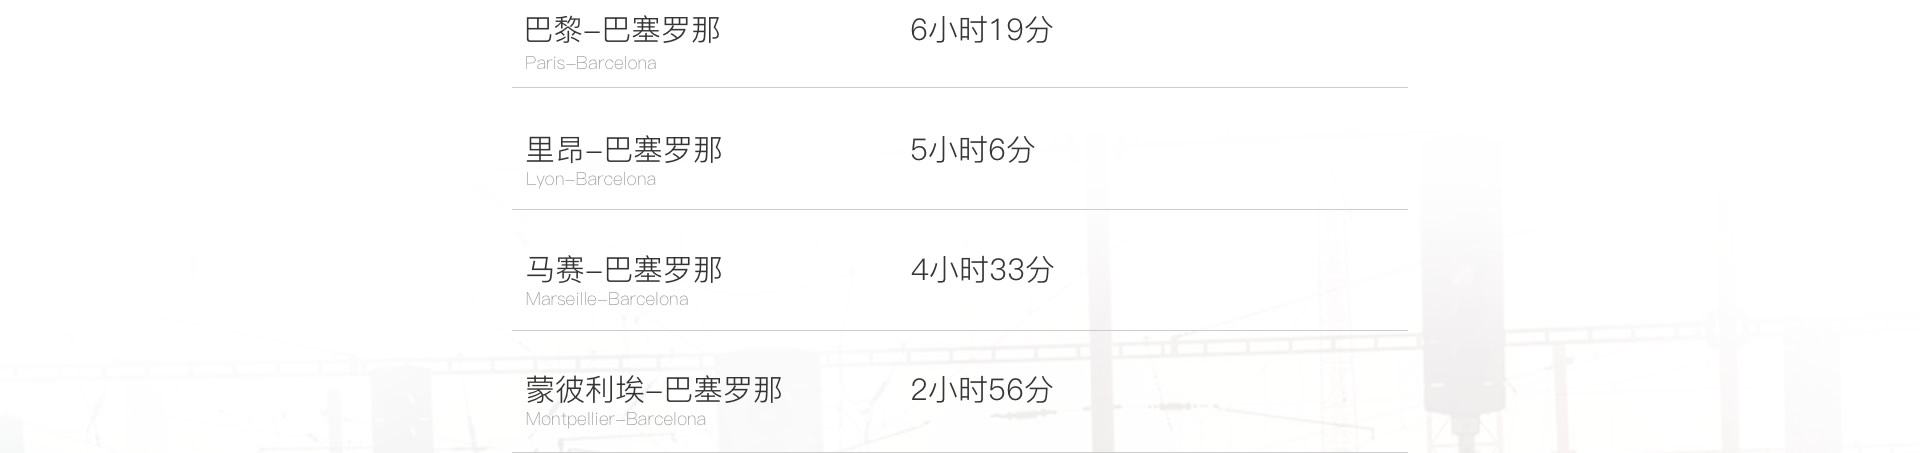 巴黎–巴塞罗那 6小时19分
Paris–Barcelona
里昂–巴塞罗那 5小时6分
Lyon–Barcelona
马赛–巴塞罗那 4小时33分
Marseille–Barcelona
蒙彼利埃–巴塞罗那 2小时56分
Montpellier–Barcelona